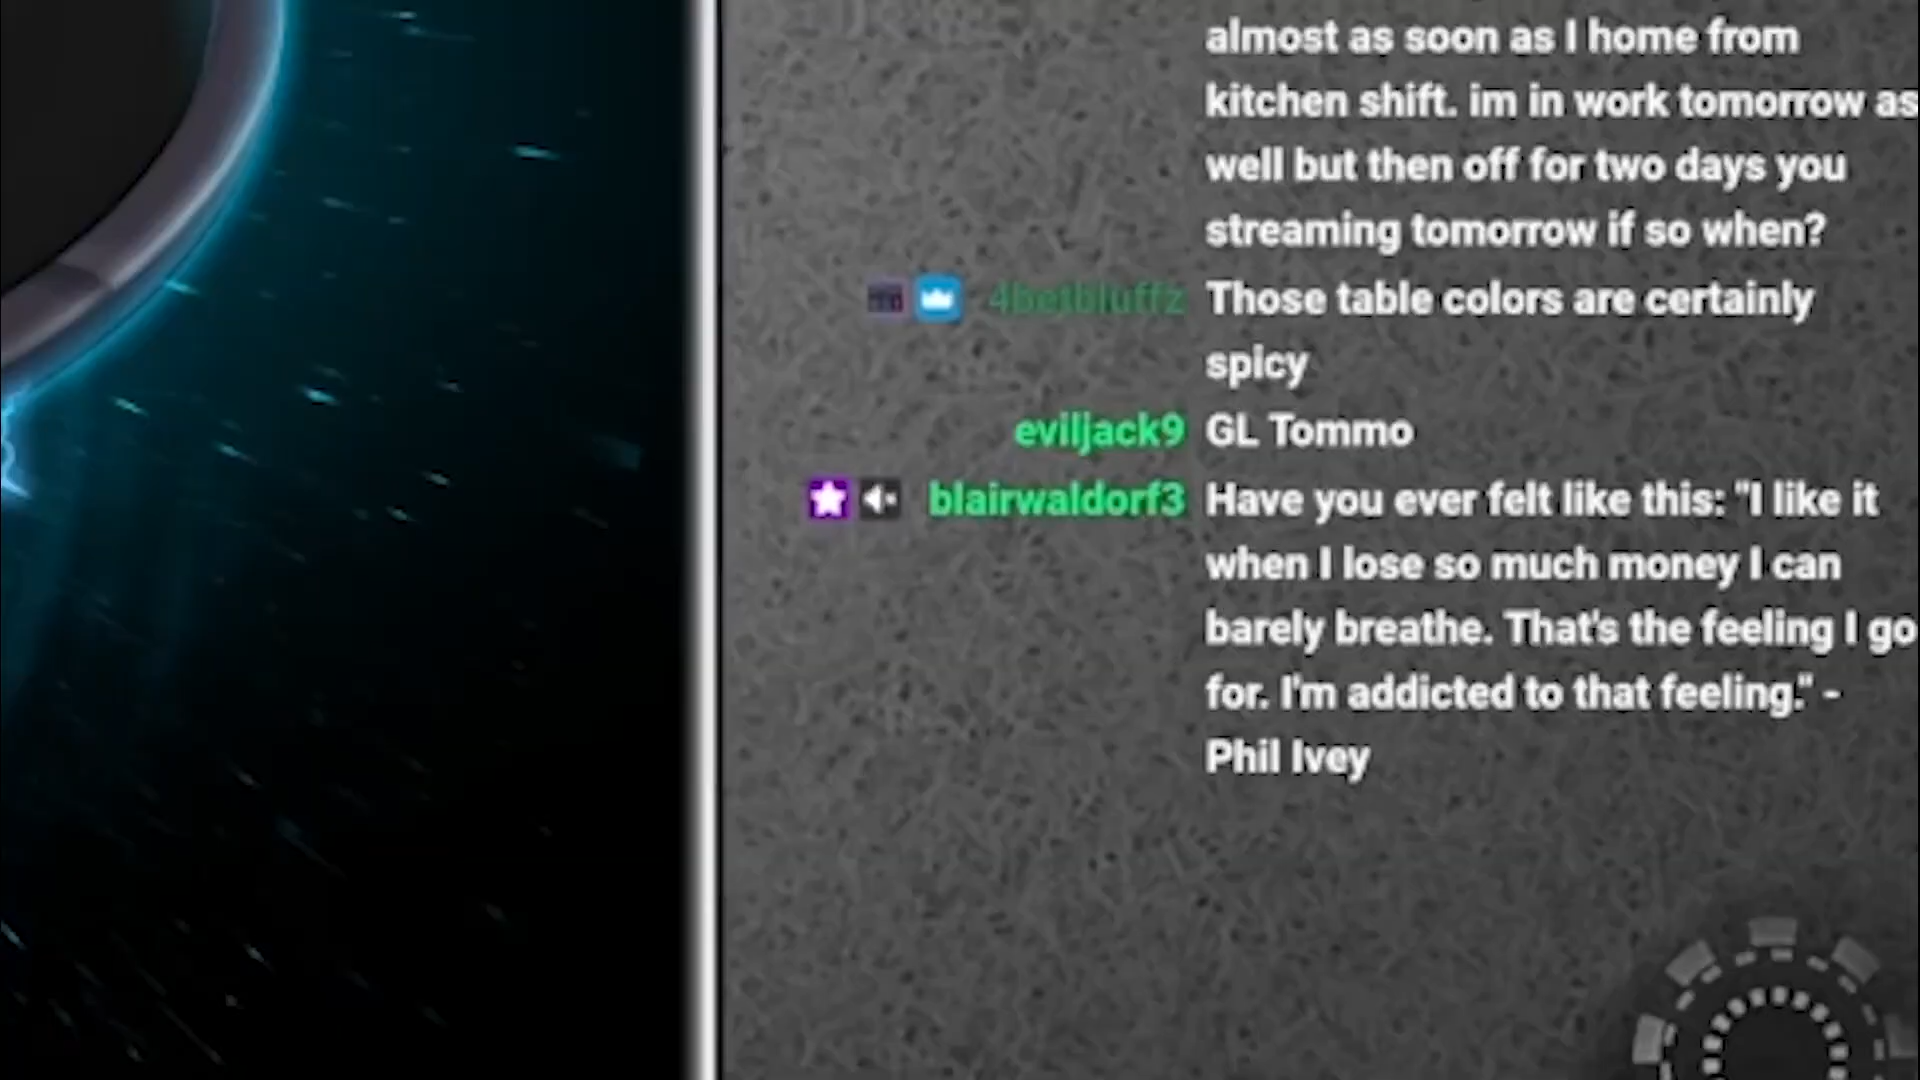 almost as soon as I home from
kitchen shift. im in work tomorrow as
well but then off for two days you
streaming tomorrow if so when?
4betbluffz Those table colors are certainly
spicy
eviljack9 GL Tommo
blairwaldorf3 Have you ever felt like this: "I like it
when I lose so much money I can
barely breathe. That's the feeling I go
for. I'm addicted to that feeling." -
Phil Ivey